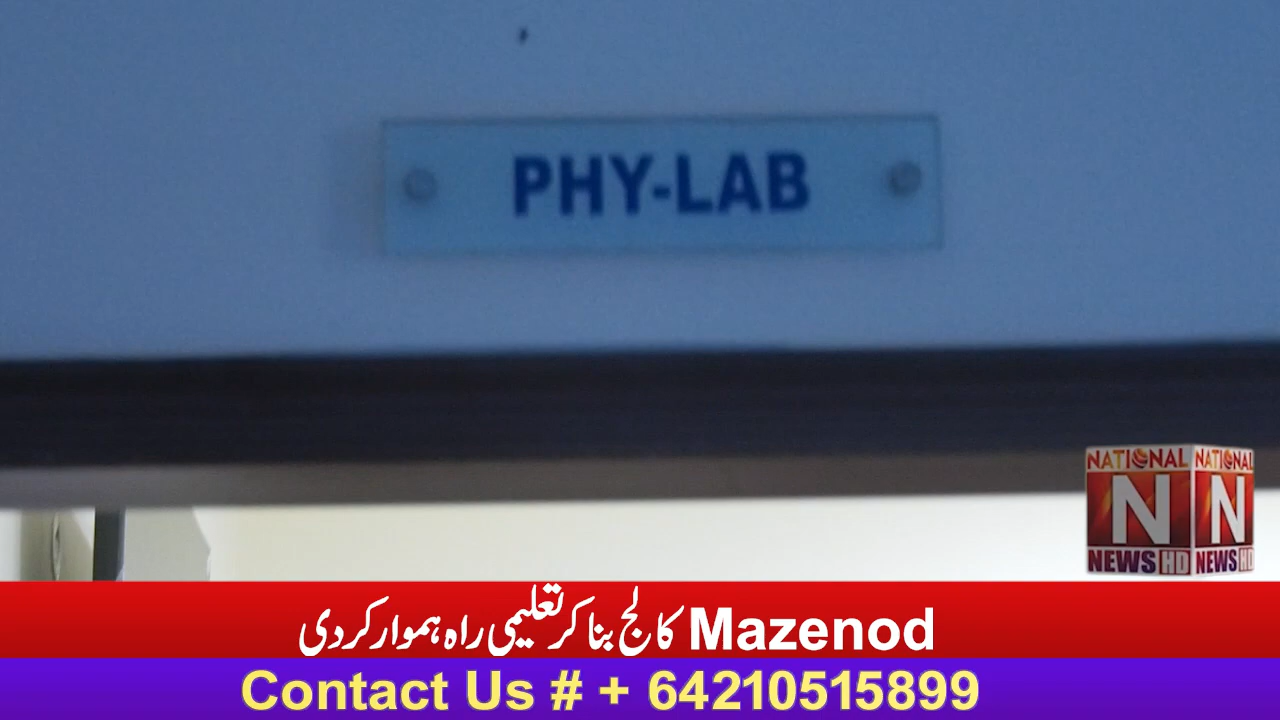 PHY-LAB
NATIONAL
N
NEWS HD
NATIONAL
N
NEWS HD
Mazenod کالج بنا کر تعلیمی راہ ہموار کردی
Contact Us # + 64210515899